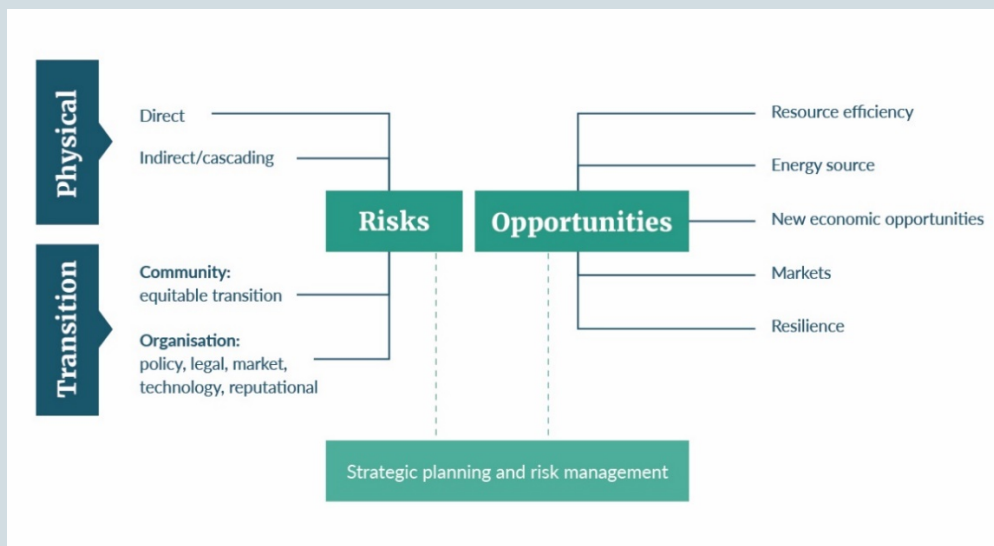 Physical
Direct
Indirect/cascading
Risks
Transition
Community:
equitable transition
Organisation:
policy, legal, market,
technology, reputational
Opportunities
Resource efficiency
Energy source
New economic opportunities
Markets
Resilience
Strategic planning and risk management